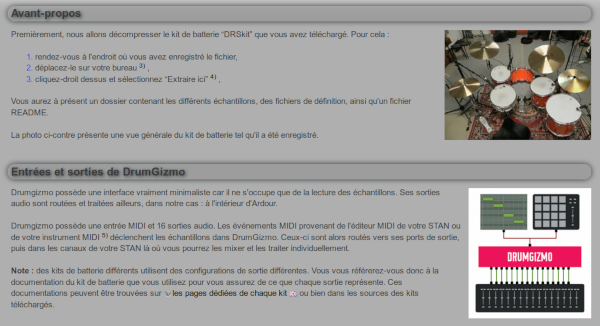 Avant-propos
Premièrement, nous allons décompresser le kit de batterie “DRSkit” que vous avez téléchargé. Pour cela :
1. rendez-vous à l'endroit où vous avez enregistré le fichier,
2. déplacez-le sur votre bureau 3) ,
3. cliquez-droit dessus et sélectionnez “Extraire ici” 4) ,
Vous aurez à présent un dossier contenant les différents échantillons, des fichiers de définition, ainsi qu'un fichier
README.
La photo ci-contre présente une vue générale du kit de batterie tel qu'il a été enregistré.
Entrées et sorties de DrumGizmo
Drumgizmo possède une interface vraiment minimaliste car il ne s'occupe que de la lecture des échantillons. Ses sorties
audio sont routées et traitées ailleurs, dans notre cas : à l'intérieur d'Ardour.
Drumgizmo possède une entrée MIDI et 16 sorties audio. Les événements MIDI provenant de l'éditeur MIDI de votre STAN ou
de votre instrument MIDI 5) déclenchent les échantillons dans DrumGizmo. Ceux-ci sont alors routés vers ses ports de sortie,
puis dans les canaux de votre STAN là où vous pourrez les mixer et les traiter individuellement.
Note : des kits de batterie différents utilisent des configurations de sortie différentes. Vous vous référerez-vous donc à la
documentation du kit de batterie que vous utilisez pour vous assurez de ce que chaque sortie représente. Ces
documentations peuvent être trouvées sur les pages dédiées de chaque kit ou bien dans les sources des kits
téléchargés.
DRUMGIZMO